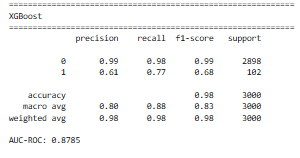 ============================================================
XGBoost
============================================================
precision recall f1-score support
0 0.99 0.98 0.99 2898
1 0.61 0.77 0.68 102
accuracy 0.98 3000
macro avg 0.80 0.88 0.83 3000
weighted avg 0.98 0.98 0.98 3000
AUC-ROC: 0.8785